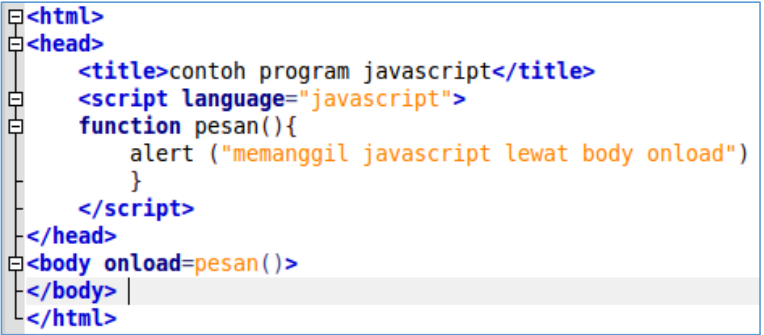 <html>
<head>
    <title>contoh program javascript</title>
    <script language="javascript">
    function pesan(){
        alert ("memanggil javascript lewat body onload")
        }
    </script>
</head>
<body onload=pesan()>
</body>
</html>